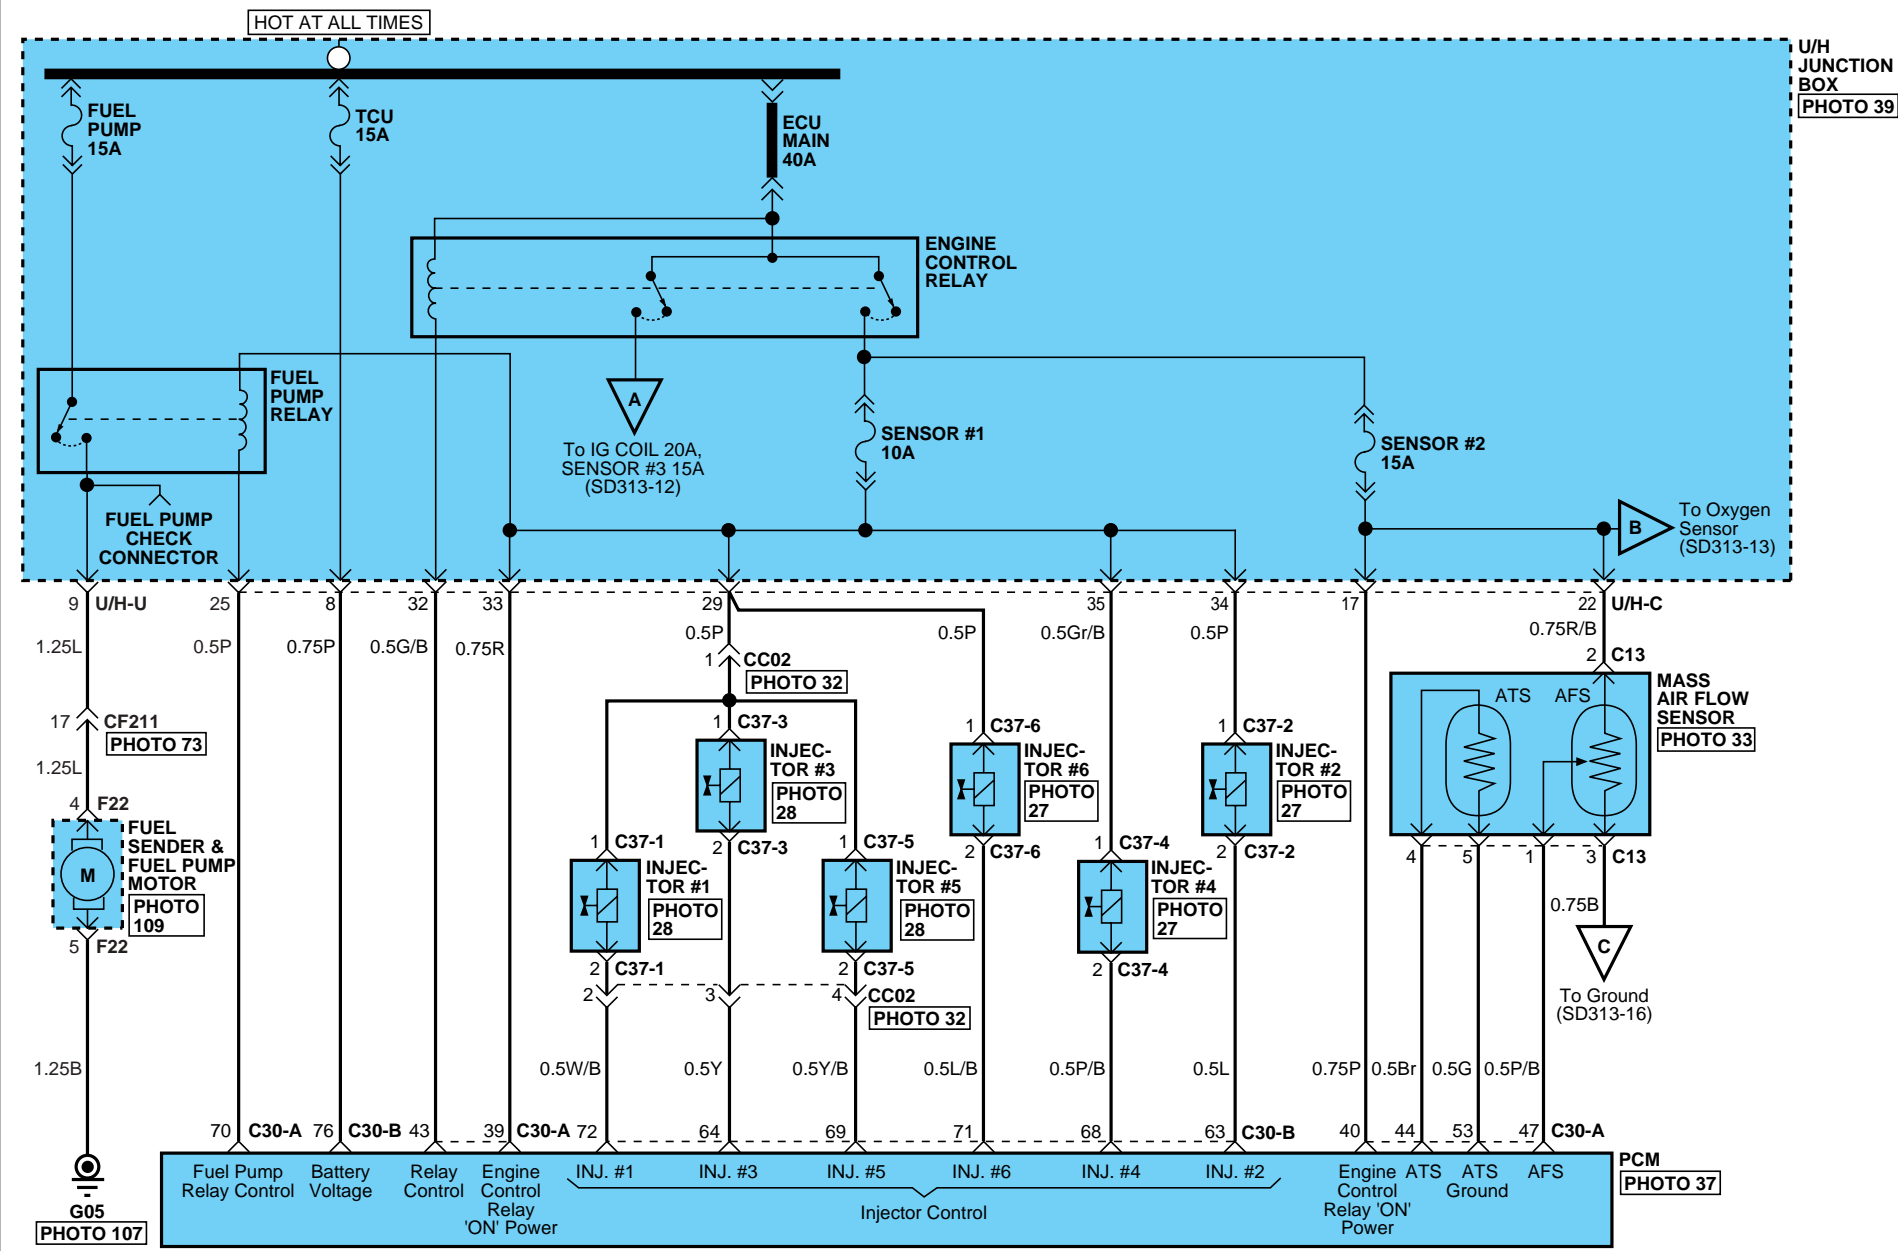 HOT AT ALL TIMES
U/H
JUNCTION
BOX
PHOTO 39
FUEL
PUMP
15A
TCU
15A
ECU
MAIN
40A
ENGINE
CONTROL
RELAY
FUEL
PUMP
RELAY
A
To IG COIL 20A,
SENSOR #3 15A
(SD313-12)
SENSOR #1
10A
SENSOR #2
15A
FUEL PUMP
CHECK
CONNECTOR
B
To Oxygen
Sensor
(SD313-13)
9 U/H-U 25 8 32 33 29 35 34 17 22 U/H-C
1.25L 0.5P 0.75P 0.5G/B 0.75R 0.5P 0.5P 0.5Gr/B 0.5P 0.75R/B
1 CC02
PHOTO 32
2 C13
MASS
AIR FLOW
SENSOR
PHOTO 33
ATS AFS
17 CF211
PHOTO 73
1.25L
1 C37-3
INJEC-
TOR #3
PHOTO
28
2 C37-3
1 C37-6
INJEC-
TOR #6
PHOTO
27
2 C37-6
1 C37-2
INJEC-
TOR #2
PHOTO
27
2 C37-2
4 F22
FUEL
SENDER &
FUEL PUMP
MOTOR
PHOTO
109
M
5 F22
1 C37-1
INJEC-
TOR #1
PHOTO
28
2 C37-1
1 C37-5
INJEC-
TOR #5
PHOTO
28
2 C37-5
1 C37-4
INJEC-
TOR #4
PHOTO
27
2 C37-4
4 5 1 3 C13
0.75B
C
To Ground
(SD313-16)
2 3 4 CC02
PHOTO 32
1.25B 0.5W/B 0.5Y 0.5Y/B 0.5L/B 0.5P/B 0.5L 0.75P 0.5Br 0.5G 0.5P/B
70 C30-A 76 C30-B 43 39 C30-A 72 64 69 71 68 63 C30-B 40 44 53 47 C30-A
Fuel Pump
Relay Control
Battery
Voltage
Relay
Control
Engine
Control
Relay
'ON' Power
INJ. #1 INJ. #3 INJ. #5 INJ. #6 INJ. #4 INJ. #2
Injector Control
Engine
Control
Relay 'ON'
Power
ATS
ATS
Ground
AFS
PCM
PHOTO 37
G05
PHOTO 107